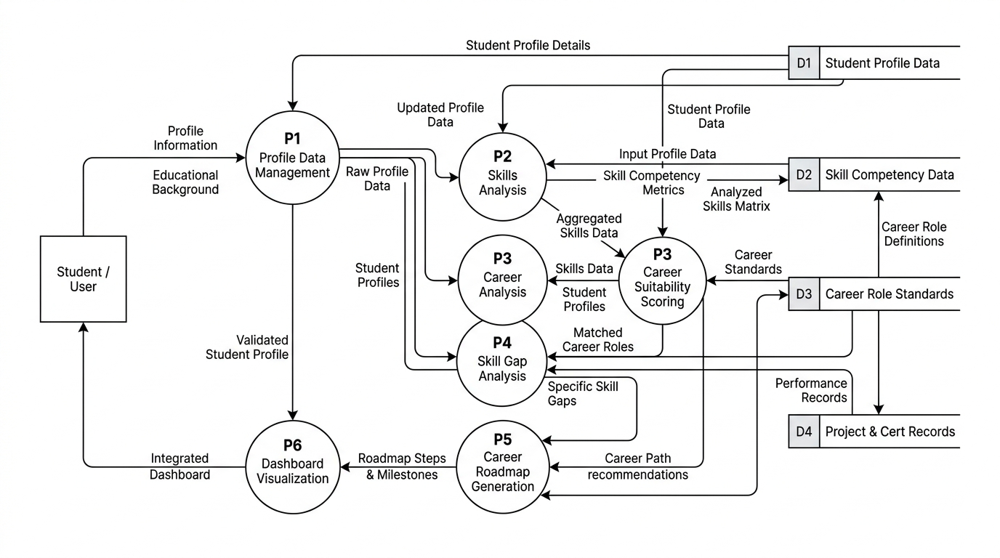 Student Profile Details
D1
Student Profile Data
Updated Profile
Data
Student Profile
Data
Profile
Information
P1
Profile Data
Management
Educational
Background
Raw Profile
Data
P2
Skills
Analysis
Input Profile Data
Skill Competency
Metrics
Analyzed
Skills Matrix
D2
Skill Competency Data
Aggregated
Skills Data
Career Role
Definitions
Student /
User
Student
Profiles
P3
Career
Analysis
Skills Data
Student
Profiles
P3
Career
Suitability
Scoring
Career
Standards
D3
Career Role Standards
Validated
Student Profile
P4
Skill Gap
Analysis
Matched
Career Roles
Specific Skill
Gaps
Performance
Records
D4
Project & Cert Records
Integrated
Dashboard
P6
Dashboard
Visualization
Roadmap Steps
& Milestones
P5
Career
Roadmap
Generation
Career Path
recommendations